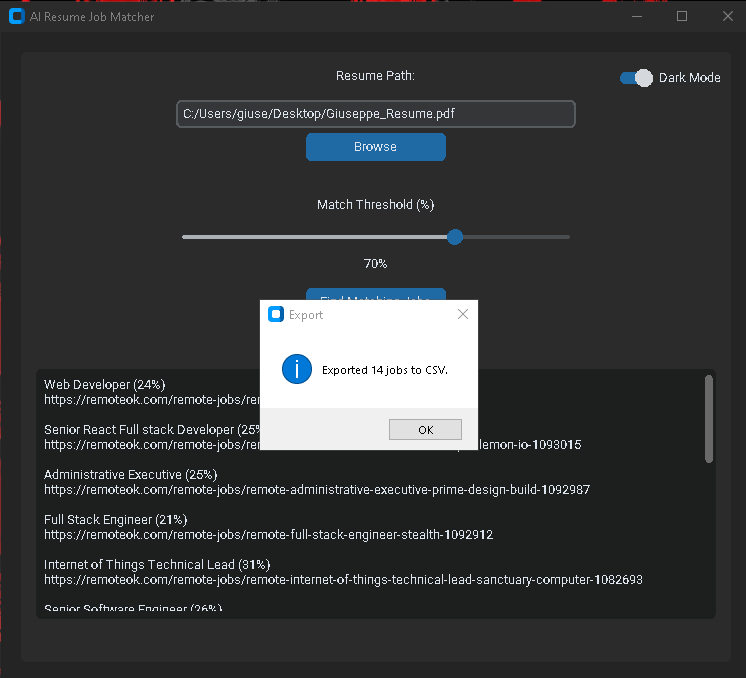 AI Resume Job Matcher
Resume Path:
Dark Mode
C:/Users/giuse/Desktop/Giuseppe_Resume.pdf
Browse
Match Threshold (%)
70%
Find Matching Jobs
Export
Exported 14 jobs to CSV.
OK
Web Developer (24%)
https://remoteok.com/remote-jobs/re
Senior React Full stack Developer (25%
https://remoteok.com/remote-jobs/re lemon-io-1093015
Administrative Executive (25%)
https://remoteok.com/remote-jobs/remote-administrative-executive-prime-design-build-1092987
Full Stack Engineer (21%)
https://remoteok.com/remote-jobs/remote-full-stack-engineer-stealth-1092912
Internet of Things Technical Lead (31%)
https://remoteok.com/remote-jobs/remote-internet-of-things-technical-lead-sanctuary-computer-1082693
Senior Software Engineer (26%)